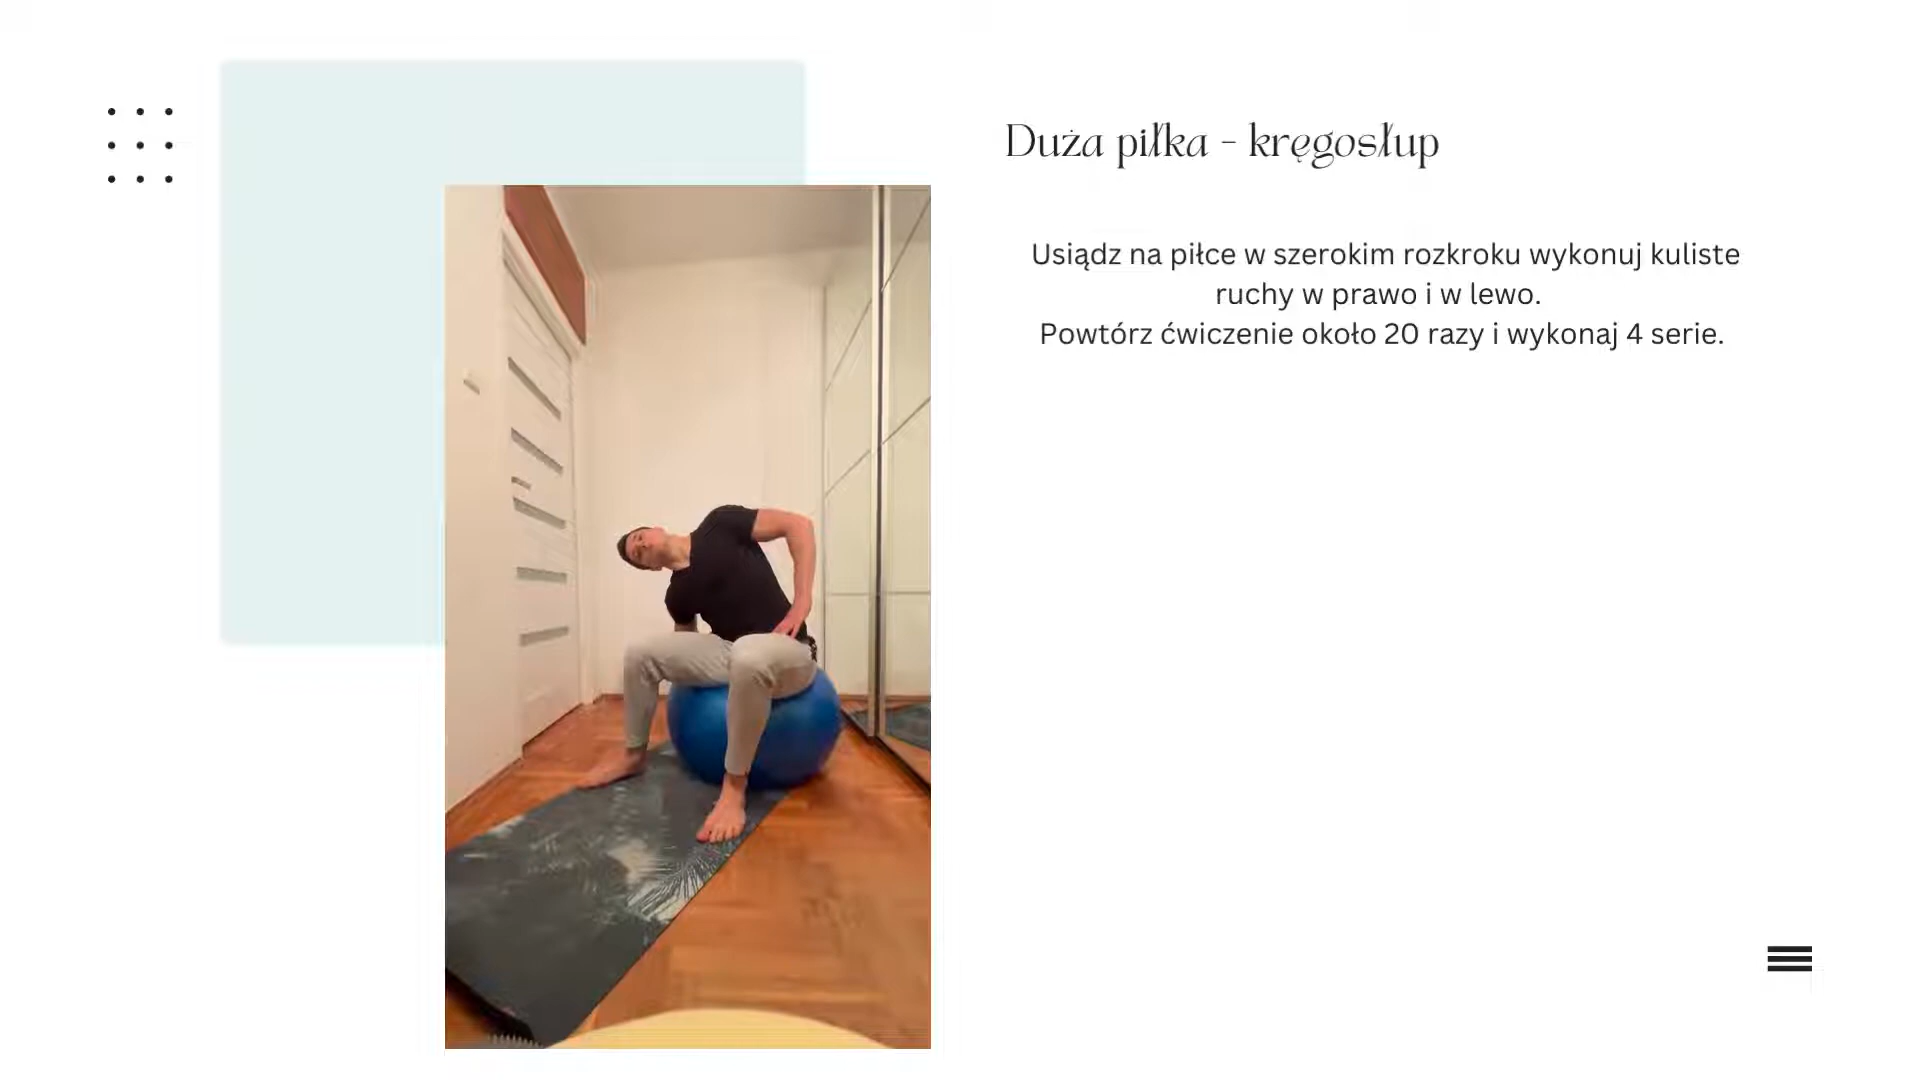 Duża piłka - kręgosłup
Usiądz na piłce w szerokim rozkroku wykonuj kuliste
ruchy w prawo i w lewo.
Powtórz ćwiczenie około 20 razy i wykonaj 4 serie.